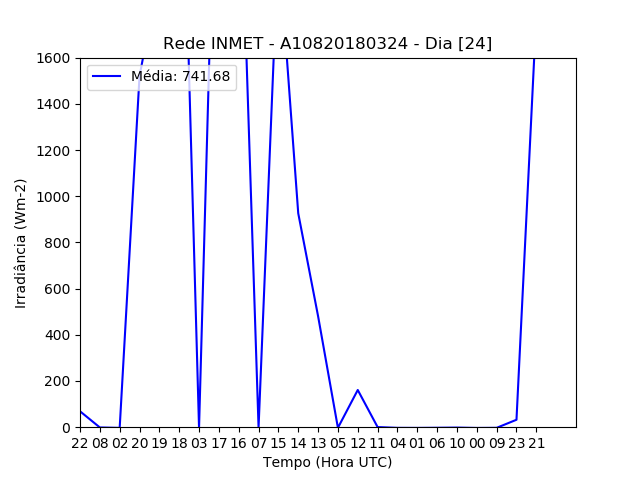 Rede INMET - A10820180324 - Dia [24]
Média: 741.68
1600
1400
1200
1000
800
600
400
200
0
Irradiância (Wm-2)
22 08 02 20 19 18 03 17 16 07 15 14 13 05 12 11 04 01 06 10 00 09 23 21
Tempo (Hora UTC)